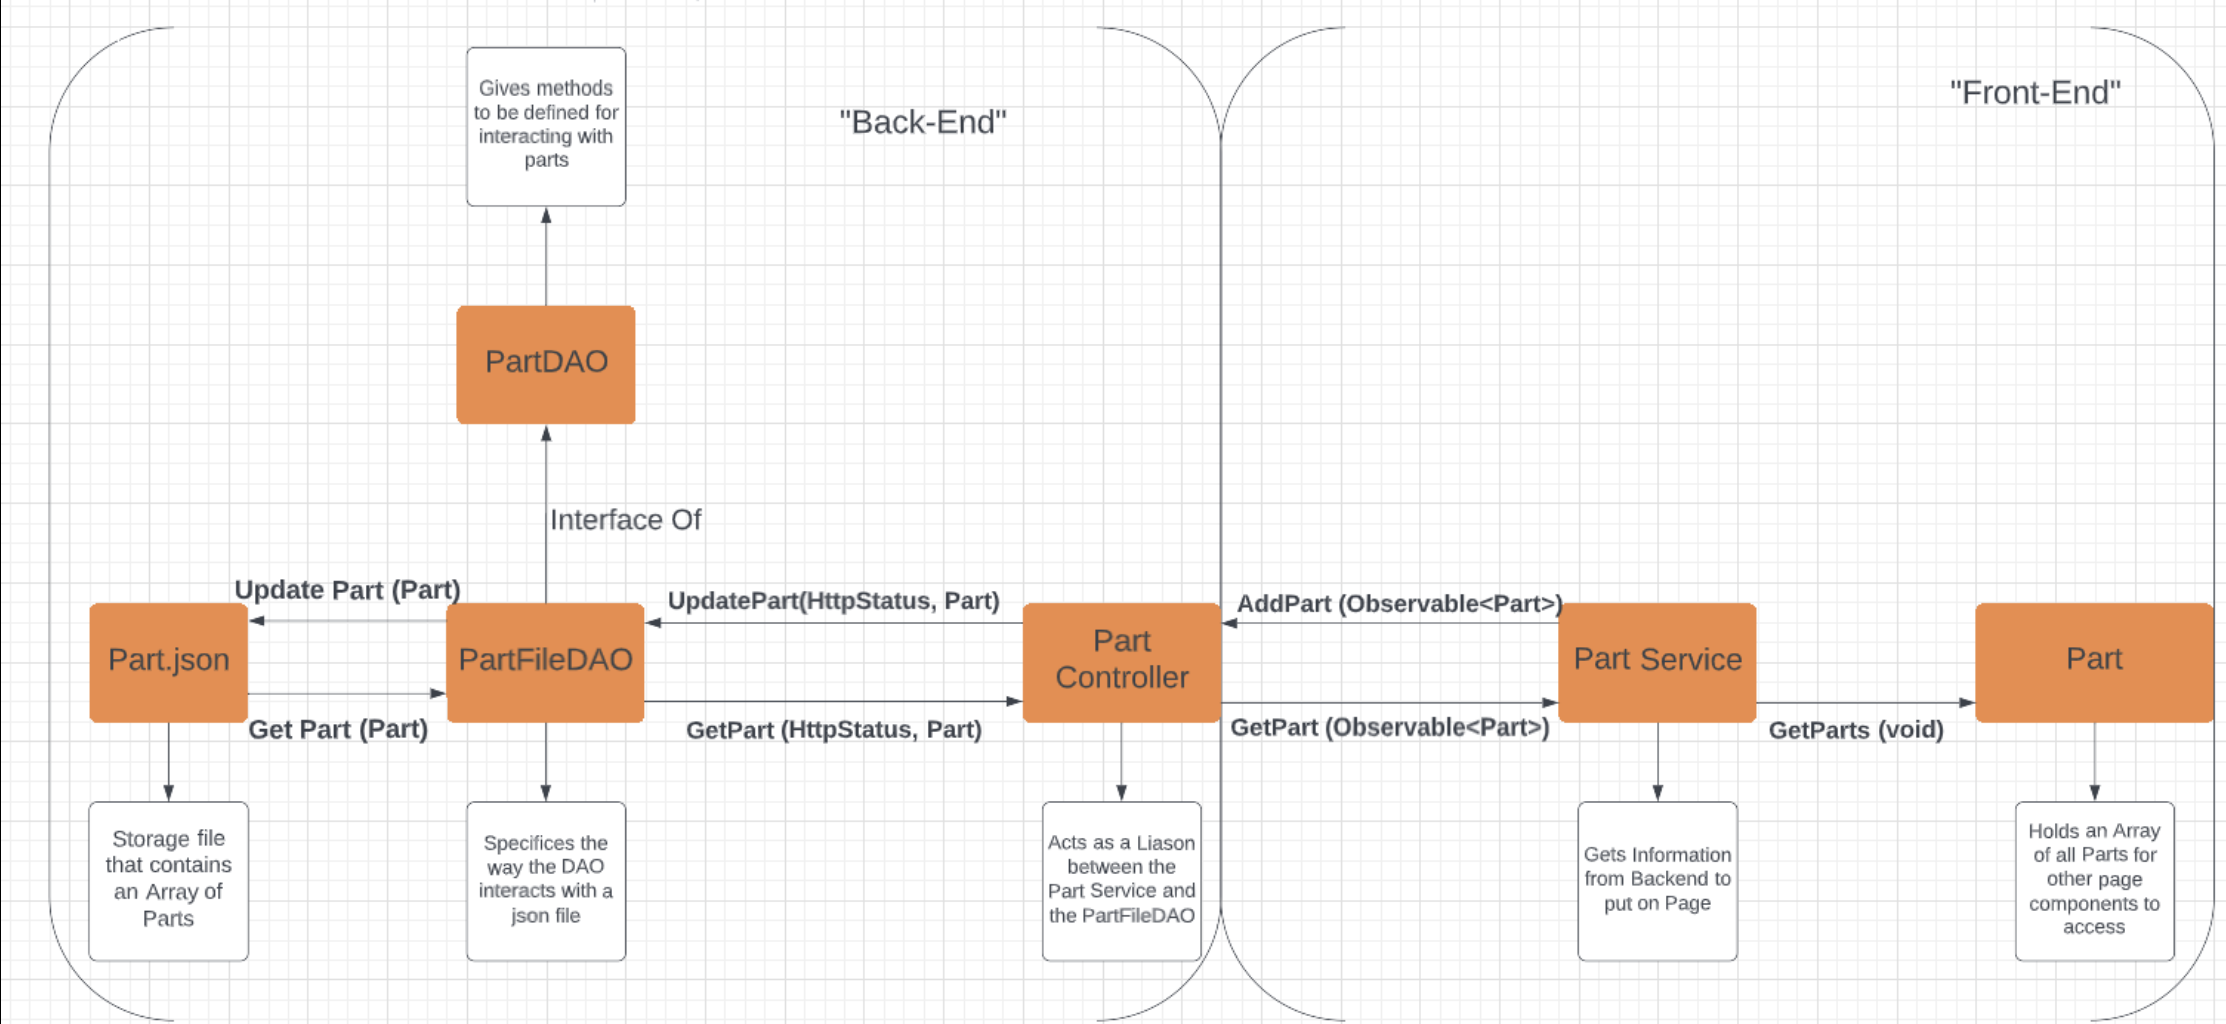 Gives methods
to be defined for
interacting with
parts
"Back-End"
"Front-End"
PartDAO
Interface Of
Update Part (Part)
UpdatePart(HttpStatus, Part)
AddPart (Observable<Part>)
Part.json
PartFileDAO
Part
Controller
Part Service
Part
Get Part (Part)
GetPart (HttpStatus, Part)
GetPart (Observable<Part>)
GetParts (void)
Storage file
that contains
an Array of
Parts
Specifices the
way the DAO
interacts with a
json file
Acts as a Liason
between the
Part Service and
the PartFileDAO
Gets Information
from Backend to
put on Page
Holds an Array
of all Parts for
other page
components to
access